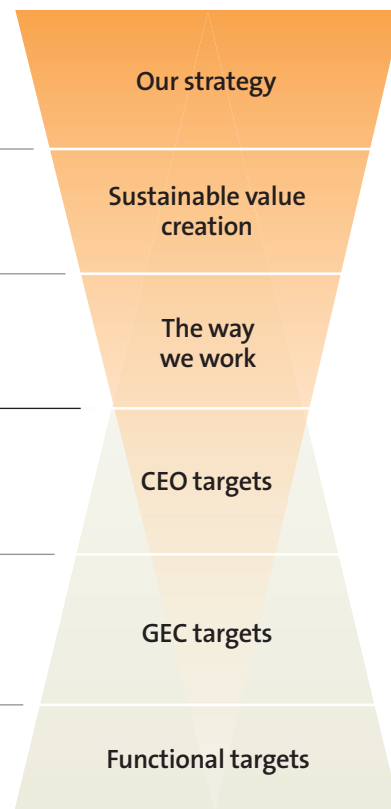 Our strategy
Sustainable value
creation
The way
we work
CEO targets
GEC targets
Functional targets